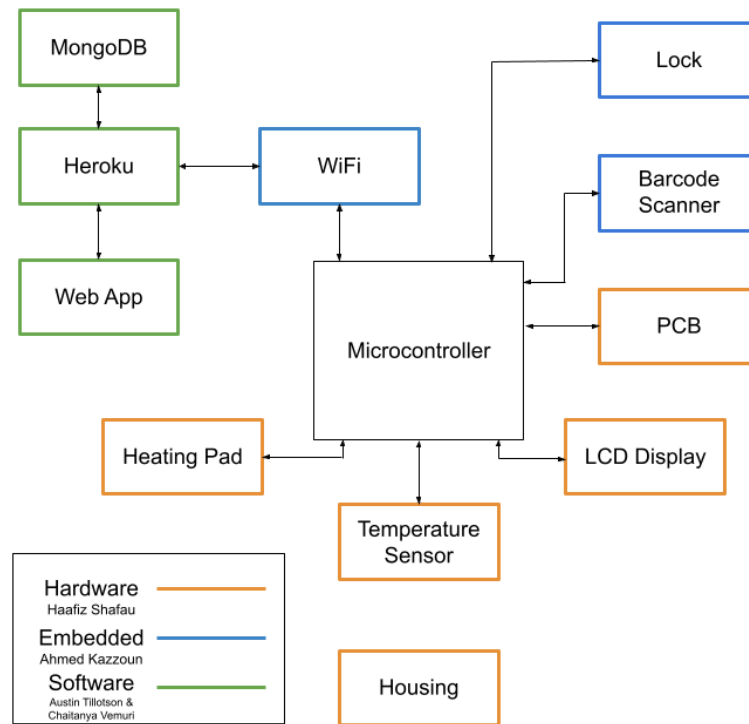 MongoDB
Lock
Heroku
WiFi
Barcode
Scanner
Web App
PCB
Microcontroller
Heating Pad
LCD Display
Temperature
Sensor
Hardware
Haafiz Shafau
Embedded
Ahmed Kazzoun
Software
Austin Tillotson &
Chaitanya Vemuri
Housing